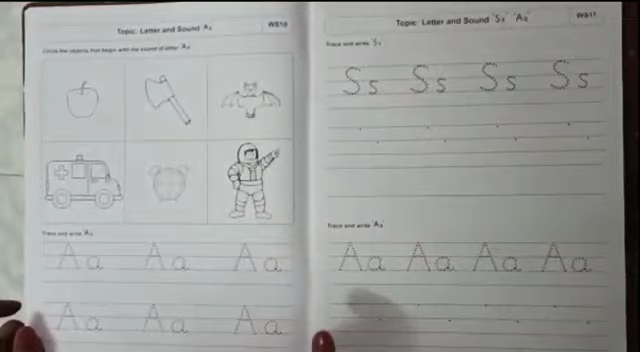 Topic: Letter and Sound 'Aa'
WS10
Circle the objects that begin with the sound of letter 'Aa'
Trace and write 'Aa'
Aa Aa Aa
Aa Aa Aa
Topic: Letter and Sound 'Ss' 'Aa'
WS11
Trace and write 'Ss'
Ss Ss Ss Ss
Trace and write 'Aa'
Aa Aa Aa Aa